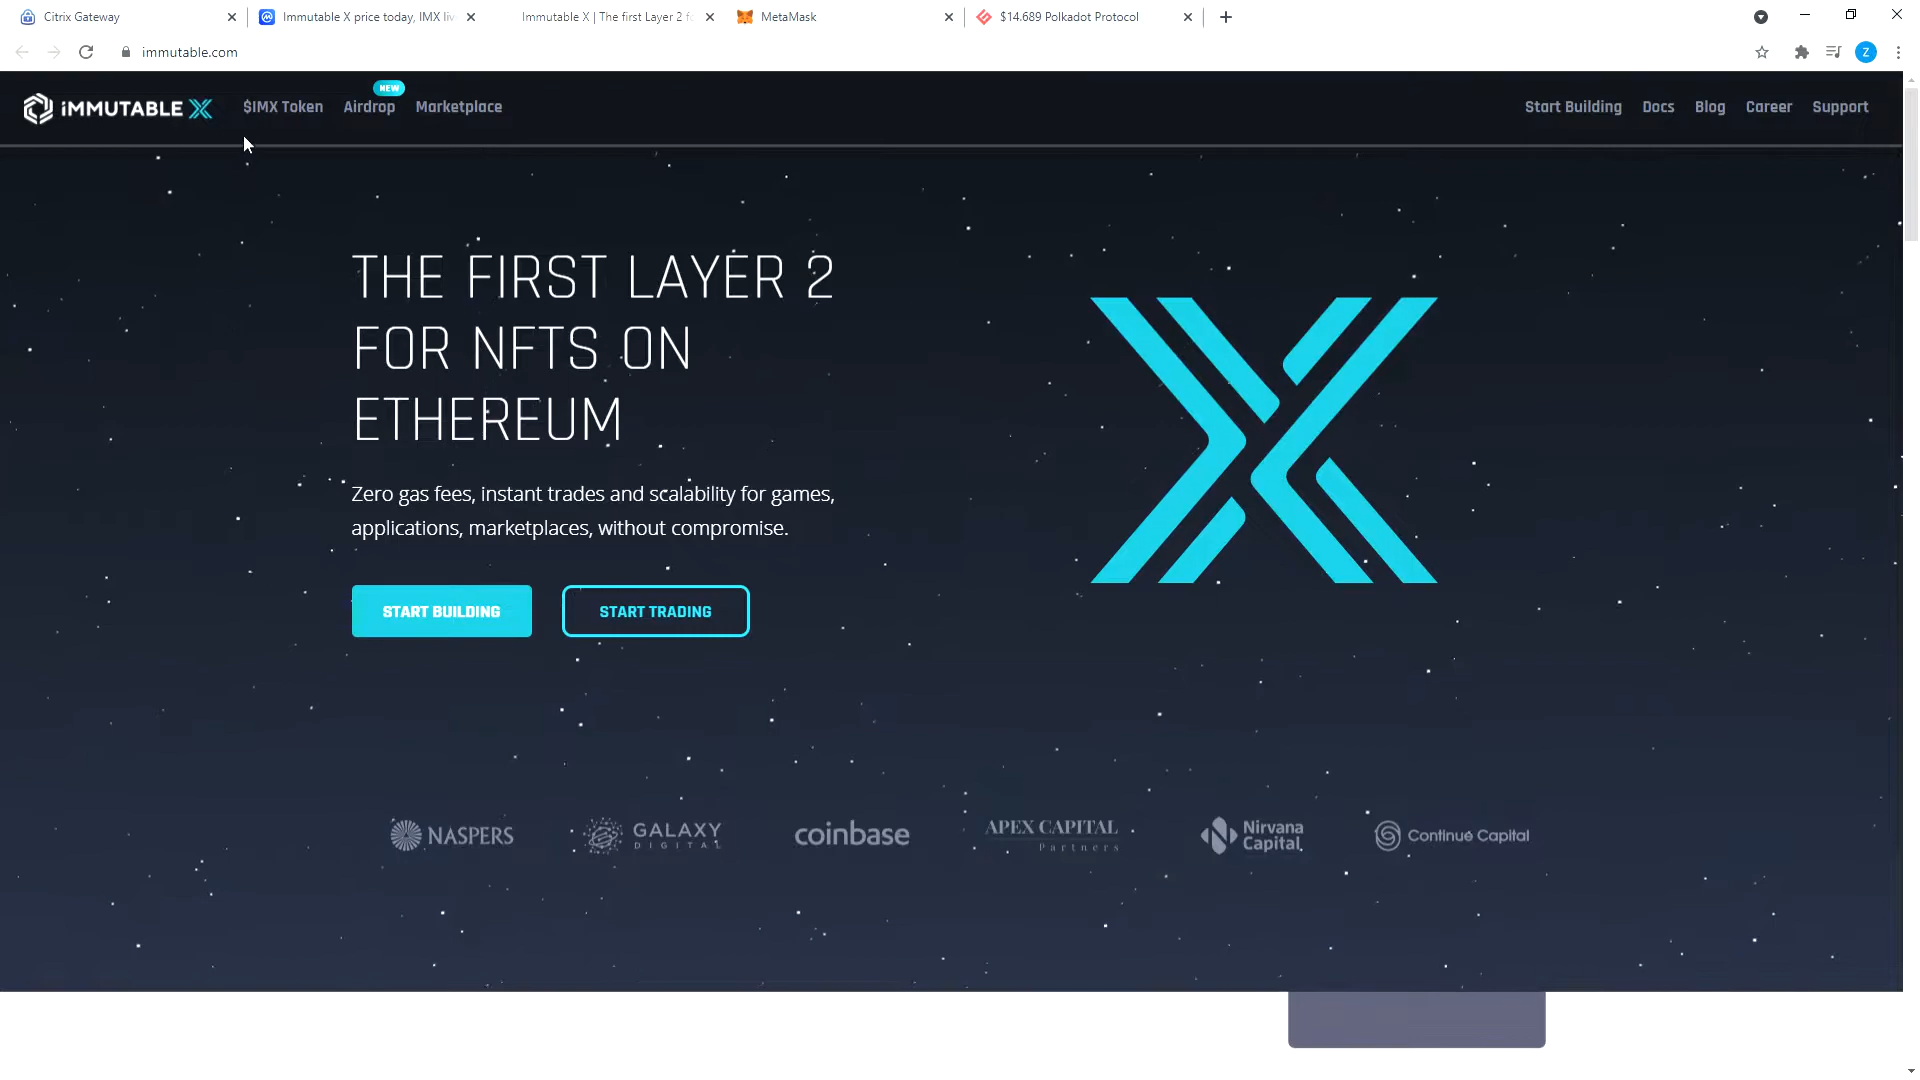 Citrix Gateway
Immutable X price today, IMX liv
Immutable X | The first Layer 2 f
MetaMask
$14.689 Polkadot Protocol
immutable.com
Z
NEW
iMMUTABLE X
$IMX Token
Airdrop
Marketplace
Start Building
Docs
Blog
Career
Support
THE FIRST LAYER 2
FOR NFTS ON
ETHEREUM
Zero gas fees, instant trades and scalability for games,
applications, marketplaces, without compromise.
START BUILDING
START TRADING
NASPERS
GALAXY
DIGITAL
coinbase
APEX CAPITAL
Partners
Nirvana
Capital
Continue Capital